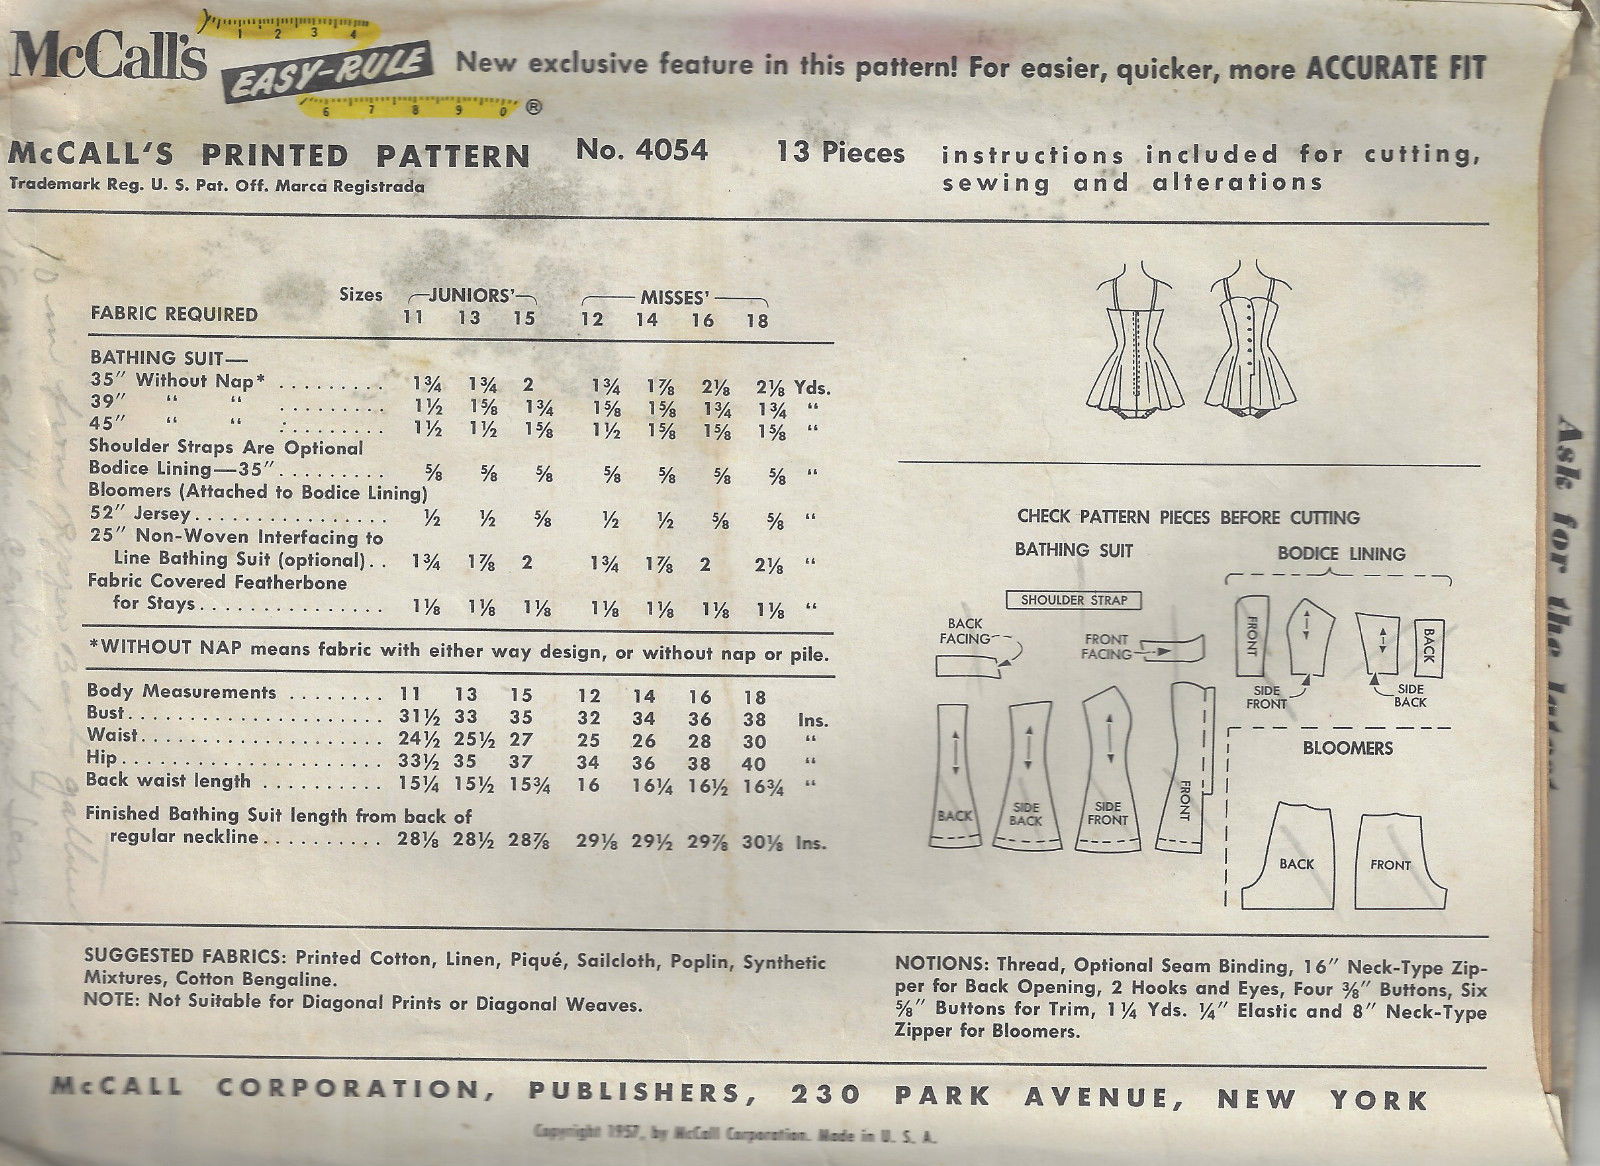 McCall's
1 2 3 4
EASY-RULE
6 7 8 9 0 ®
New exclusive feature in this pattern! For easier, quicker, more ACCURATE FIT
McCALL'S PRINTED PATTERN No. 4054 13 Pieces
Trademark Reg. U. S. Pat. Off. Marca Registrada
instructions included for cutting,
sewing and alterations
Sizes JUNIORS' MISSES'
FABRIC REQUIRED 11 13 15 12 14 16 18
BATHING SUIT—
35" Without Nap* ......... 1¾ 1¾ 2 1¾ 1⅞ 2⅛ 2⅛ Yds.
39" " " ......... 1½ 1⅝ 1¾ 1⅝ 1⅝ 1¾ 1¾ "
45" " " ......... 1½ 1½ 1⅝ 1½ 1⅝ 1⅝ 1⅝ "
Shoulder Straps Are Optional
Bodice Lining—35" ......... ⅝ ⅝ ⅝ ⅝ ⅝ ⅝ ⅝ "
Bloomers (Attached to Bodice Lining)
52" Jersey ................ ½ ½ ⅝ ½ ½ ⅝ ⅝ "
25" Non-Woven Interfacing to
Line Bathing Suit (optional) .. 1¾ 1⅞ 2 1¾ 1⅞ 2 2⅛ "
Fabric Covered Featherbone
for Stays ............... 1⅛ 1⅛ 1⅛ 1⅛ 1⅛ 1⅛ 1⅛ "
*WITHOUT NAP means fabric with either way design, or without nap or pile.
Body Measurements ........ 11 13 15 12 14 16 18
Bust ..................... 31½ 33 35 32 34 36 38 Ins.
Waist .................... 24½ 25½ 27 25 26 28 30 "
Hip ...................... 33½ 35 37 34 36 38 40 "
Back waist length .......... 15¼ 15½ 15¾ 16 16¼ 16½ 16¾ "
Finished Bathing Suit length from back of
regular neckline .......... 28⅛ 28½ 28⅞ 29⅛ 29½ 29⅞ 30⅛ Ins.
CHECK PATTERN PIECES BEFORE CUTTING
BATHING SUIT
BODICE LINING
SHOULDER STRAP
BACK
FACING
FRONT
FACING
FRONT
BACK
SIDE
FRONT
SIDE
BACK
BACK
SIDE
BACK
SIDE
FRONT
FRONT
BLOOMERS
BACK
FRONT
Ask for the
SUGGESTED FABRICS: Printed Cotton, Linen, Piqué, Sailcloth, Poplin, Synthetic
Mixtures, Cotton Bengaline.
NOTE: Not Suitable for Diagonal Prints or Diagonal Weaves.
NOTIONS: Thread, Optional Seam Binding, 16" Neck-Type Zip-
per for Back Opening, 2 Hooks and Eyes, Four ⅜" Buttons, Six
⅝" Buttons for Trim, 1¼ Yds. ¼" Elastic and 8" Neck-Type
Zipper for Bloomers.
McCALL CORPORATION, PUBLISHERS, 230 PARK AVENUE, NEW YORK
Copyright 1957, by McCall Corporation. Made in U. S. A.